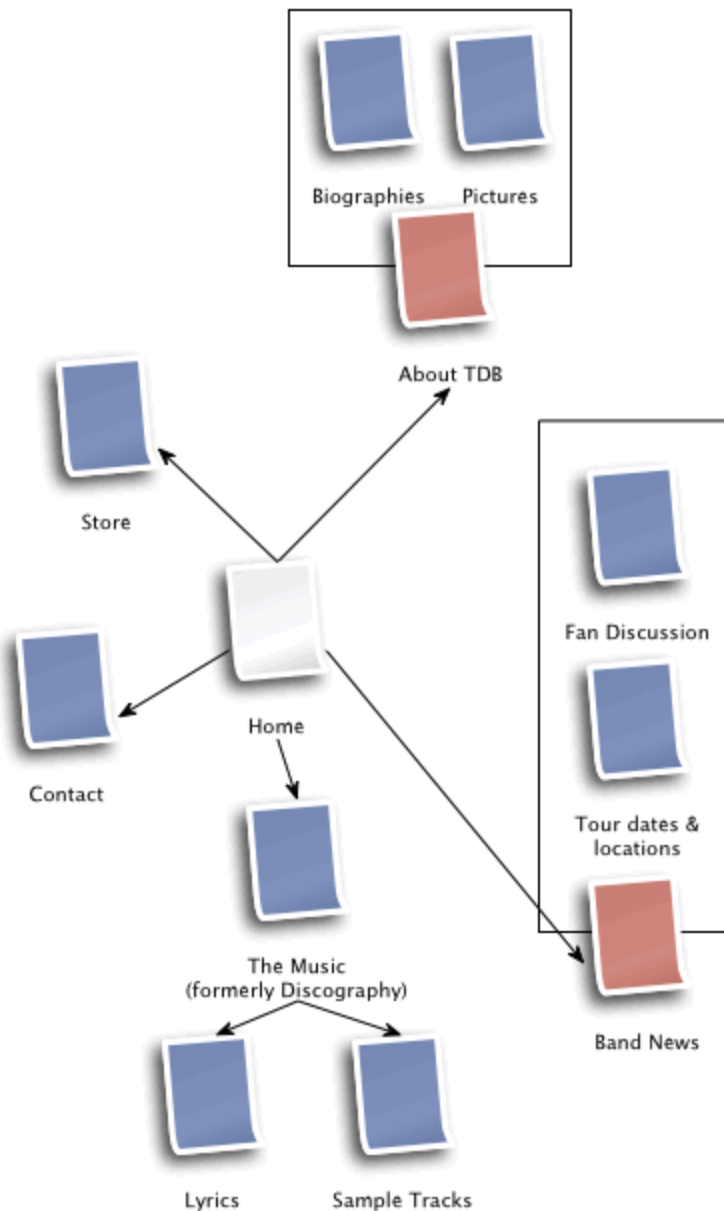 Biographies
Pictures
About TDB
Store
Fan Discussion
Home
Contact
Tour dates &
locations
The Music
(formerly Discography)
Band News
Lyrics
Sample Tracks